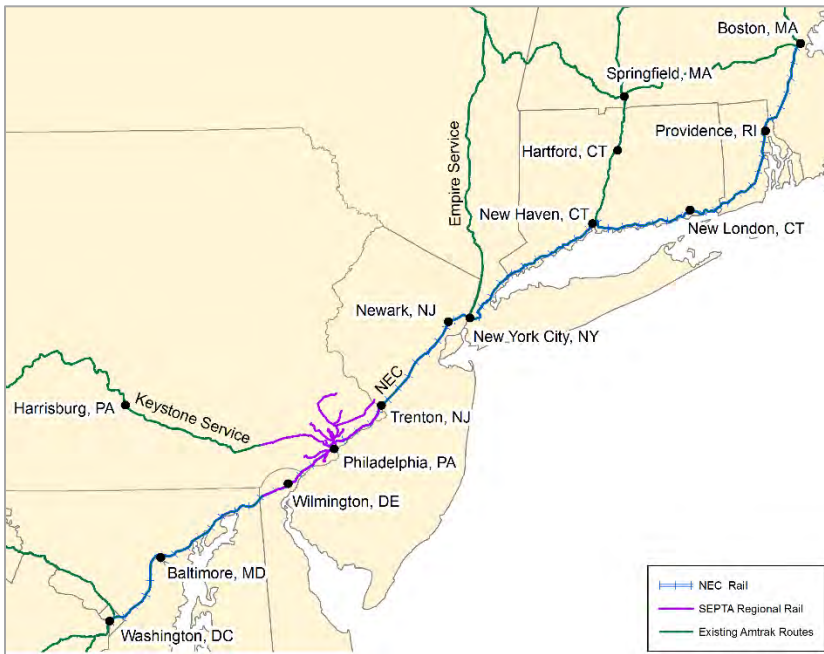 Boston, MA
Springfield, MA
Providence, RI
Hartford, CT
Empire Service
New Haven, CT
New London, CT
Newark, NJ
New York City, NY
NEC
Harrisburg, PA
Keystone Service
Trenton, NJ
Philadelphia, PA
Wilmington, DE
Baltimore, MD
Washington, DC
NEC Rail
SEPTA Regional Rail
Existing Amtrak Routes